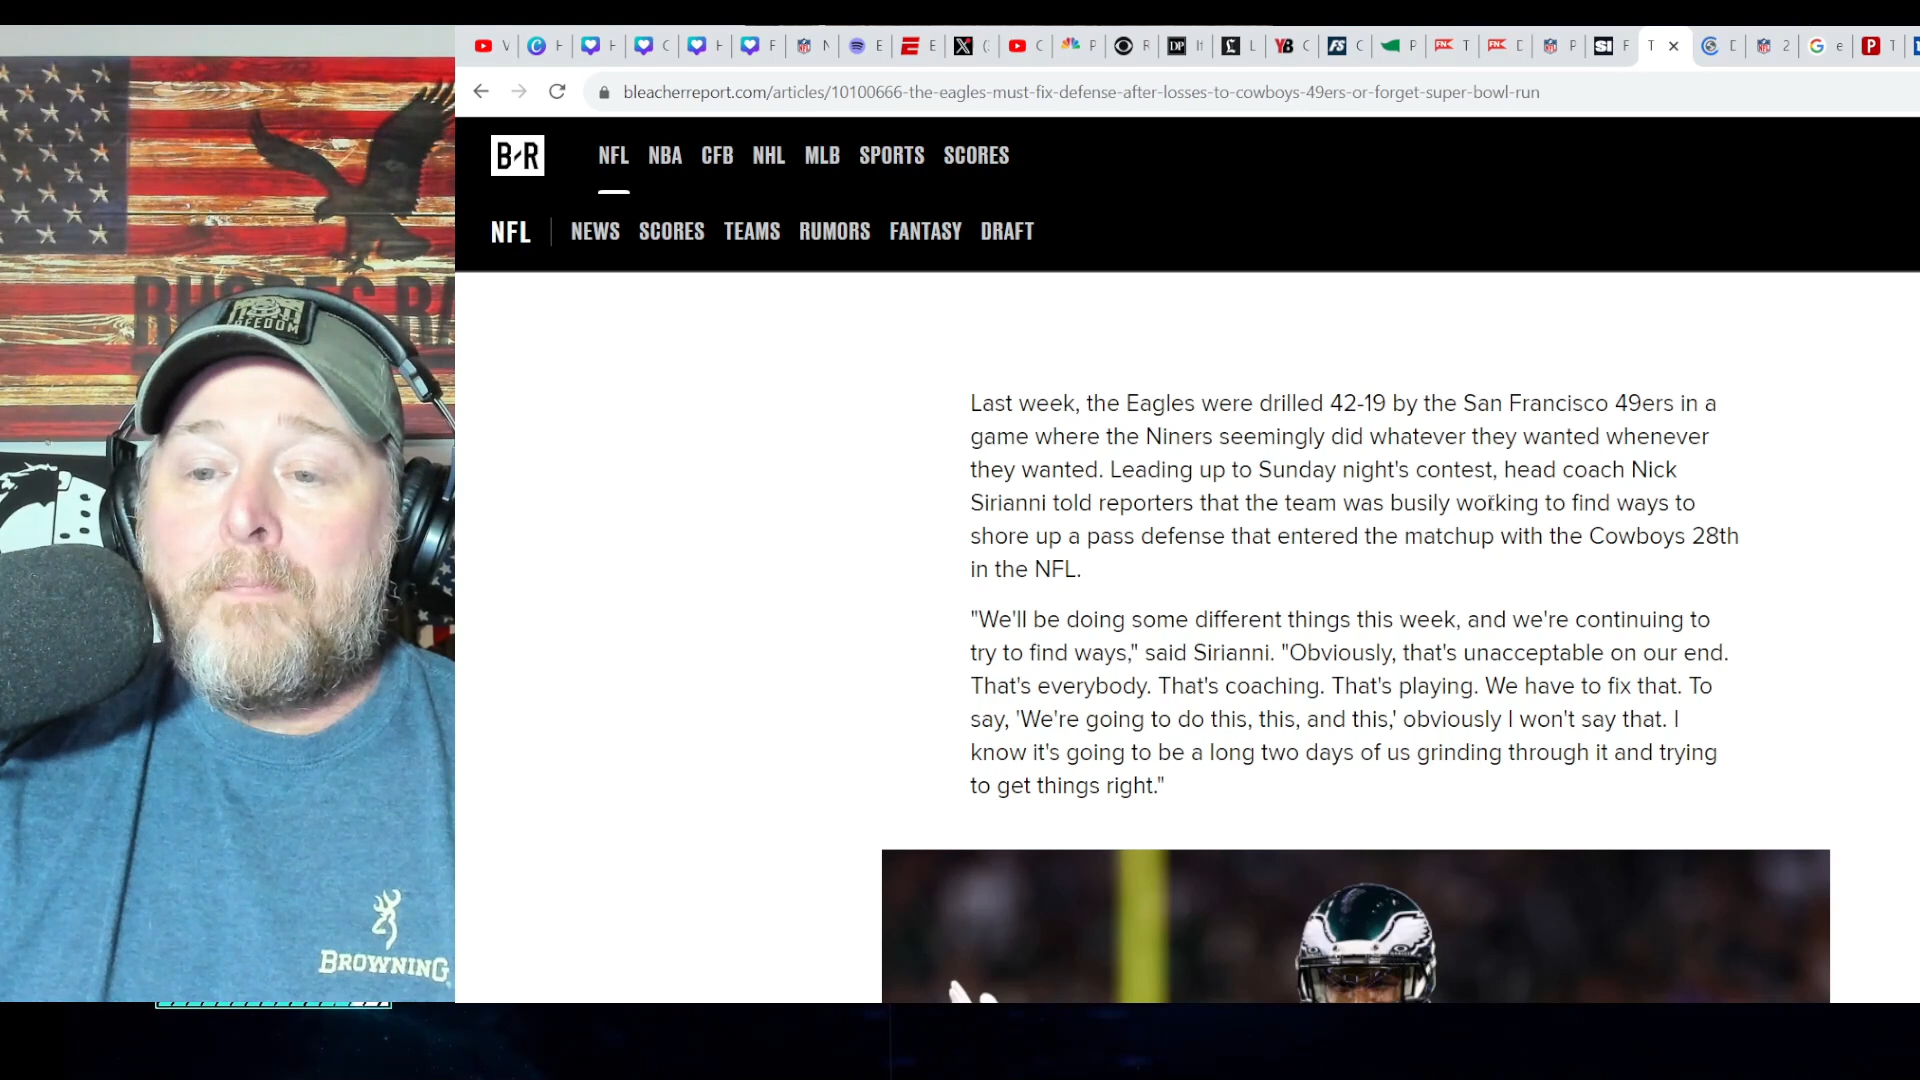 V
H
H
C
H
F
N
E
E
(
C
P
R
DP
I
L L
YB C
FS C
P
FNK T
FNK D
P
SI F
T
D
2
G e
P T
bleacherreport.com/articles/10100666-the-eagles-must-fix-defense-after-losses-to-cowboys-49ers-or-forget-super-bowl-run
B/R NFL NBA CFB NHL MLB SPORTS SCORES
NFL NEWS SCORES TEAMS RUMORS FANTASY DRAFT
FREEDOM
Last week, the Eagles were drilled 42-19 by the San Francisco 49ers in a
game where the Niners seemingly did whatever they wanted whenever
they wanted. Leading up to Sunday night's contest, head coach Nick
Sirianni told reporters that the team was busily working to find ways to
shore up a pass defense that entered the matchup with the Cowboys 28th
in the NFL.
"We'll be doing some different things this week, and we're continuing to
try to find ways," said Sirianni. "Obviously, that's unacceptable on our end.
That's everybody. That's coaching. That's playing. We have to fix that. To
say, 'We're going to do this, this, and this,' obviously I won't say that. I
know it's going to be a long two days of us grinding through it and trying
to get things right."
BROWNING